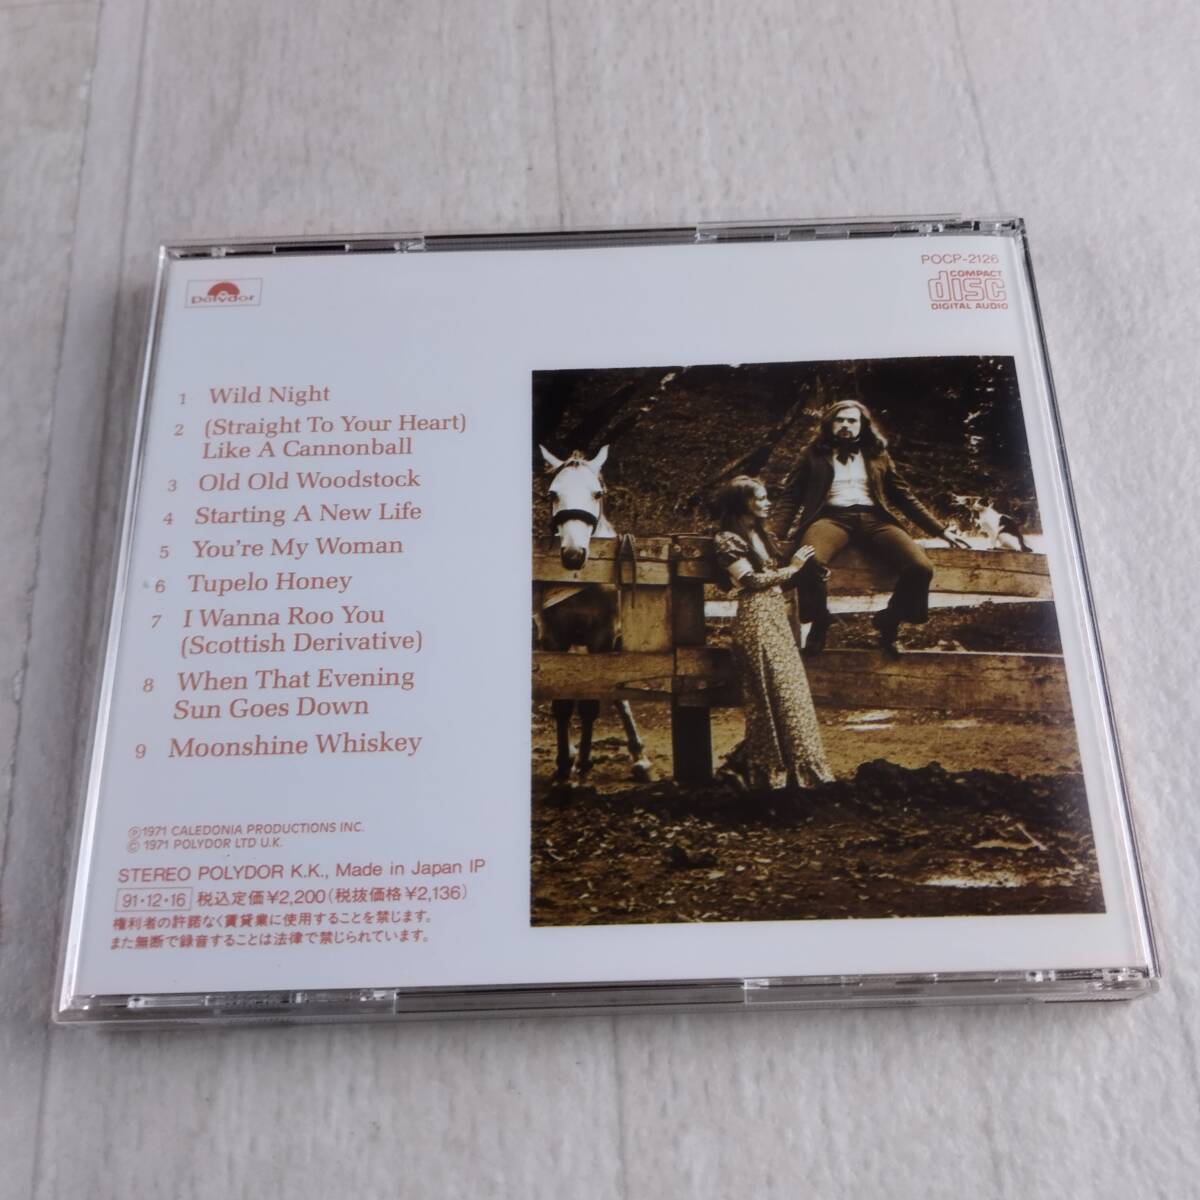 Polydor
POCP-2126
COMPACT
disc
DIGITAL AUDIO
1 Wild Night
2 (Straight To Your Heart)
Like A Cannonball
3 Old Old Woodstock
4 Starting A New Life
5 You're My Woman
6 Tupelo Honey
7 I Wanna Roo You
(Scottish Derivative)
8 When That Evening
Sun Goes Down
9 Moonshine Whiskey
℗1971 CALEDONIA PRODUCTIONS INC.
© 1971 POLYDOR LTD U.K.
STEREO POLYDOR K.K., Made in Japan IP
91・12・16 税込定価¥2,200(税抜価格¥2,136)
権利者の許諾なく賃貸業に使用することを禁じます。
また無断で録音することは法律で禁じられています。